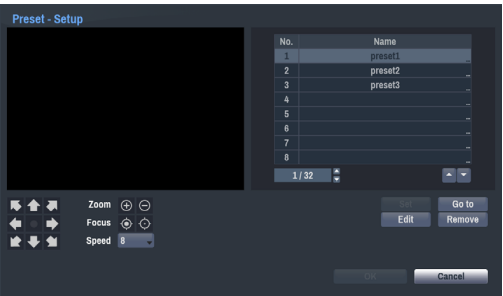 Preset - Setup
No. Name
1 preset1 ...
2 preset2 ...
3 preset3 ...
4 ...
5 ...
6 ...
7 ...
8 ...
1 / 32
Zoom
Focus
Speed 8
Set Go to
Edit Remove
OK Cancel